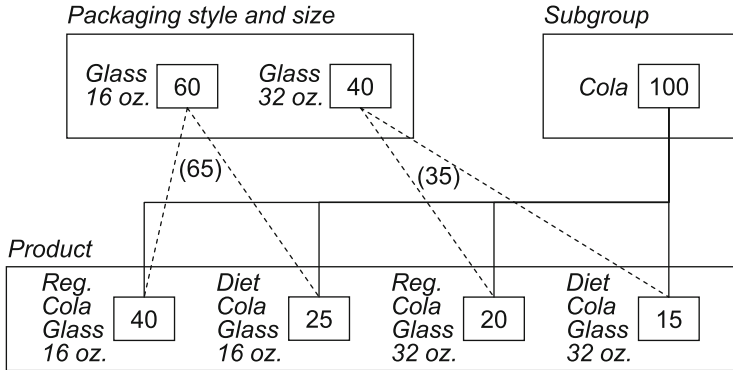 Packaging style and size
Subgroup
Glass
16 oz.
60
Glass
32 oz.
40
Cola
100
(65)
(35)
Product
Reg.
Cola
Glass
16 oz.
40
Diet
Cola
Glass
16 oz.
25
Reg.
Cola
Glass
32 oz.
20
Diet
Cola
Glass
32 oz.
15